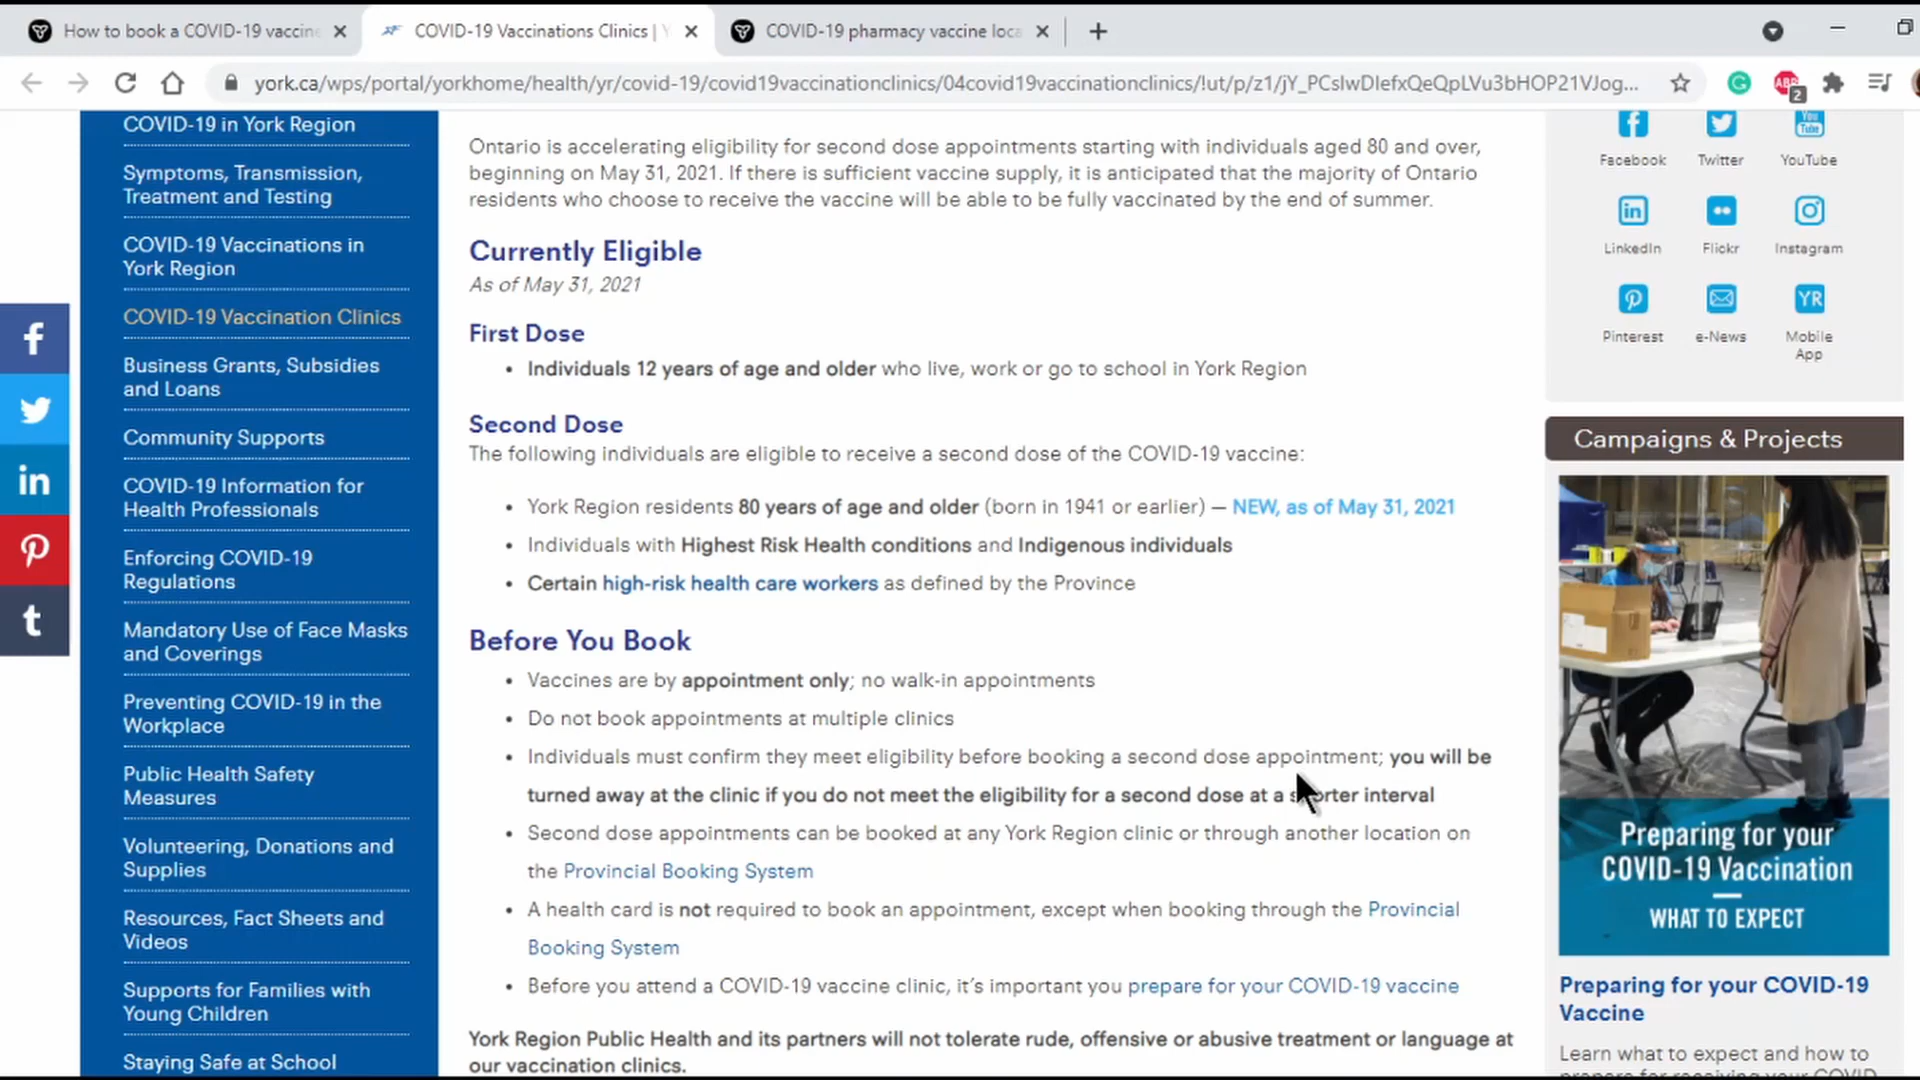 How to book a COVID-19 vaccine
COVID-19 Vaccinations Clinics | Y
COVID-19 pharmacy vaccine loca
york.ca/wps/portal/yorkhome/health/yr/covid-19/covid19vaccinationclinics/04covid19vaccinationclinics/!ut/p/z1/jY_PCslwDIefxQeQpLVu3bHOP21VJog...
ABP
2
COVID-19 in York Region
Symptoms, Transmission,
Treatment and Testing
COVID-19 Vaccinations in
York Region
COVID-19 Vaccination Clinics
Business Grants, Subsidies
and Loans
Community Supports
COVID-19 Information for
Health Professionals
Enforcing COVID-19
Regulations
Mandatory Use of Face Masks
and Coverings
Preventing COVID-19 in the
Workplace
Public Health Safety
Measures
Volunteering, Donations and
Supplies
Resources, Fact Sheets and
Videos
Supports for Families with
Young Children
Staying Safe at School
Ontario is accelerating eligibility for second dose appointments starting with individuals aged 80 and over,
beginning on May 31, 2021. If there is sufficient vaccine supply, it is anticipated that the majority of Ontario
residents who choose to receive the vaccine will be able to be fully vaccinated by the end of summer.
Currently Eligible
As of May 31, 2021
First Dose
• Individuals 12 years of age and older who live, work or go to school in York Region
Second Dose
The following individuals are eligible to receive a second dose of the COVID-19 vaccine:
• York Region residents 80 years of age and older (born in 1941 or earlier) — NEW, as of May 31, 2021
• Individuals with Highest Risk Health conditions and Indigenous individuals
• Certain high-risk health care workers as defined by the Province
Before You Book
• Vaccines are by appointment only; no walk-in appointments
• Do not book appointments at multiple clinics
• Individuals must confirm they meet eligibility before booking a second dose appointment; you will be
turned away at the clinic if you do not meet the eligibility for a second dose at a shorter interval
• Second dose appointments can be booked at any York Region clinic or through another location on
the Provincial Booking System
• A health card is not required to book an appointment, except when booking through the Provincial
Booking System
• Before you attend a COVID-19 vaccine clinic, it's important you prepare for your COVID-19 vaccine
York Region Public Health and its partners will not tolerate rude, offensive or abusive treatment or language at
our vaccination clinics.
You
Tube
Facebook
Twitter
YouTube
LinkedIn
Flickr
Instagram
YR
Pinterest
e-News
Mobile
App
Campaigns & Projects
Preparing for your
COVID-19 Vaccination
WHAT TO EXPECT
Preparing for your COVID-19
Vaccine
Learn what to expect and how to